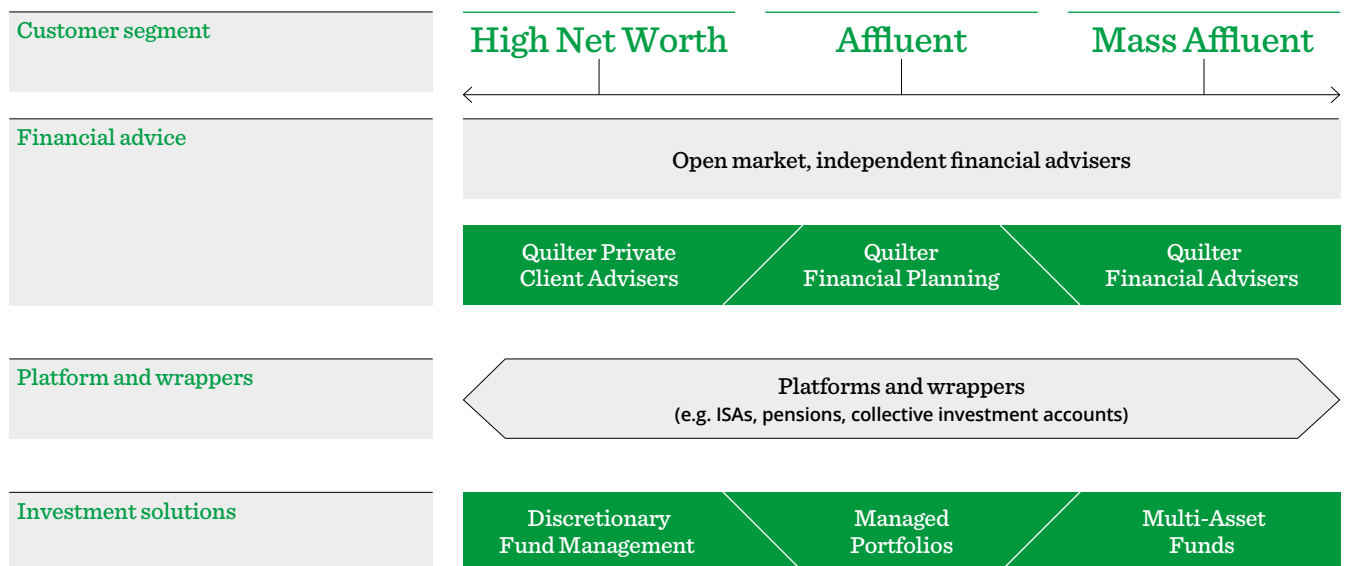 Customer segment
High Net Worth
Affluent
Mass Affluent
Financial advice
Open market, independent financial advisers
Quilter Private
Client Advisers
Quilter
Financial Planning
Quilter
Financial Advisers
Platform and wrappers
Platforms and wrappers
(e.g. ISAs, pensions, collective investment accounts)
Investment solutions
Discretionary
Fund Management
Managed
Portfolios
Multi-Asset
Funds